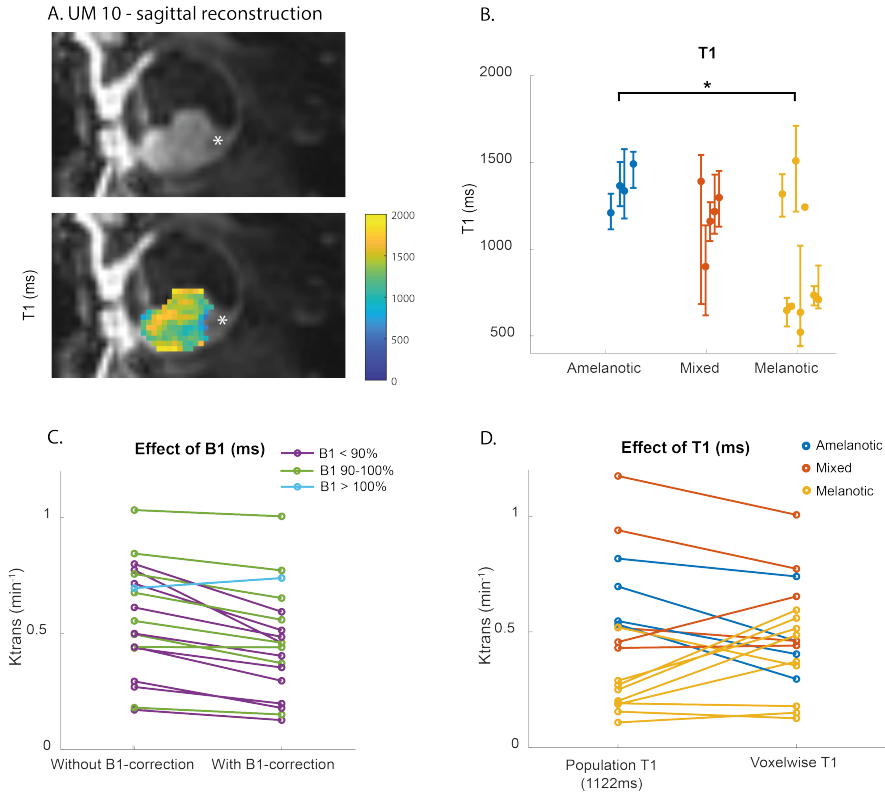 A. UM 10 - sagittal reconstruction
*
T1 (ms)
*
2000
1500
1000
500
0
B.
T1
2000
1500
1000
500
T1 (ms)
*
Amelanotic Mixed Melanotic
C.
Effect of B1 (ms)
B1 < 90%
B1 90-100%
B1 > 100%
Ktrans (min⁻¹)
1
0.5
0
Without B1-correction With B1-correction
D.
Effect of T1 (ms)
Amelanotic
Mixed
Melanotic
Ktrans (min⁻¹)
1
0.5
0
Population T1
(1122ms)
Voxelwise T1